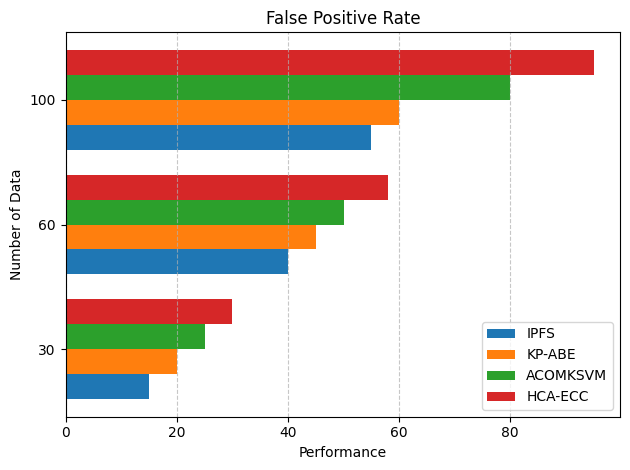 False Positive Rate
Number of Data
100
60
30
0 20 40 60 80
Performance
IPFS
KP-ABE
ACOMKSVM
HCA-ECC